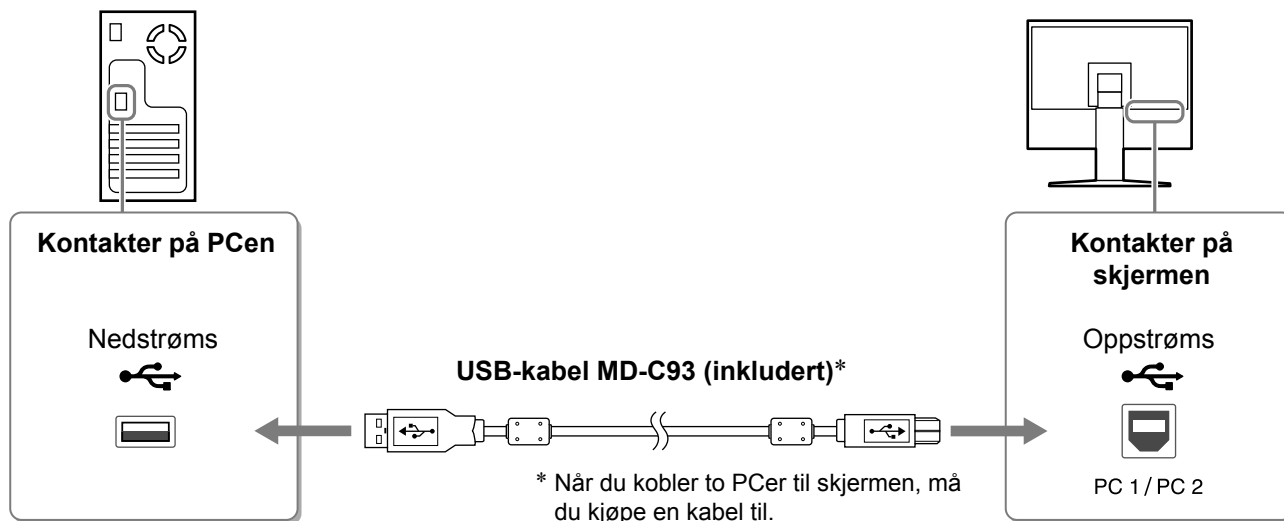 Kontakter på PCen
Nedstrøms
USB-kabel MD-C93 (inkludert)*
* Når du kobler to PCer til skjermen, må
du kjøpe en kabel til.
Kontakter på
skjermen
Oppstrøms
PC 1 / PC 2